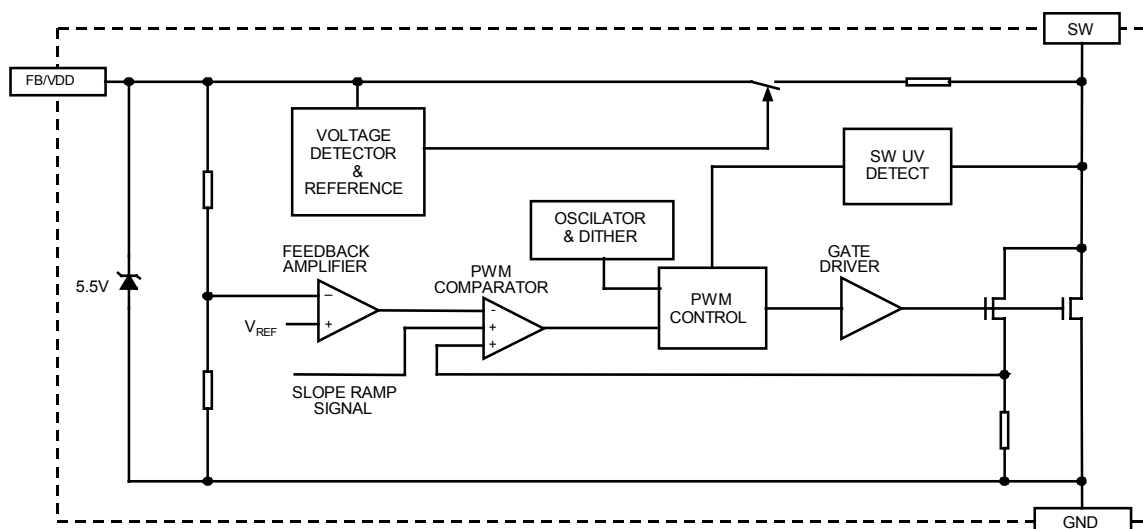 SW
FB/VDD
VOLTAGE
DETECTOR
&
REFERENCE
SW UV
DETECT
OSCILATOR
& DITHER
FEEDBACK
AMPLIFIER
PWM
COMPARATOR
GATE
DRIVER
5.5V
−
+
VREF
-
+
+
PWM
CONTROL
SLOPE RAMP
SIGNAL
GND